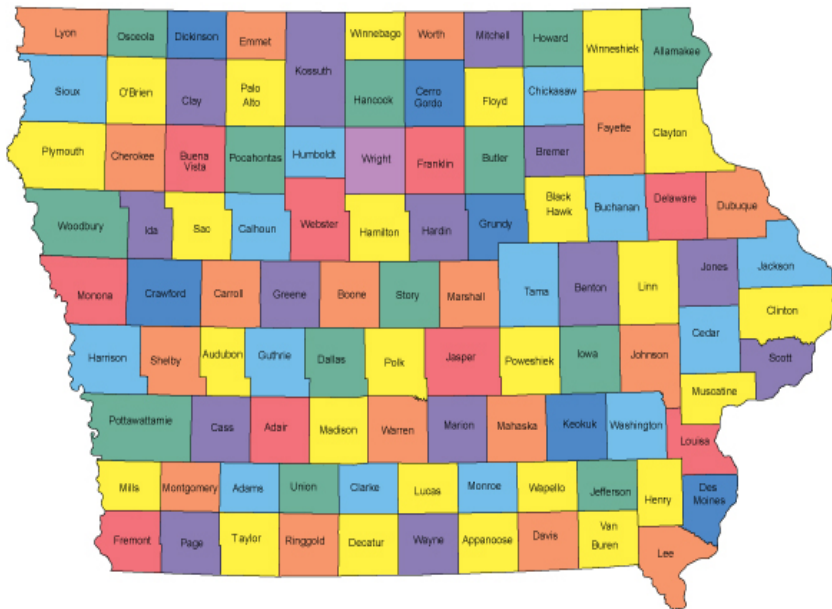 Lyon
Osceola
Dickinson
Emmet
Kossuth
Winnebago
Worth
Mitchell
Howard
Winneshiek
Allamakee
Sioux
O'Brien
Clay
Palo
Alto
Hancock
Cerro
Gordo
Floyd
Chickasaw
Fayette
Clayton
Plymouth
Cherokee
Buena
Vista
Pocahontas
Humboldt
Wright
Franklin
Butler
Bremer
Woodbury
Ida
Sac
Calhoun
Webster
Hamilton
Hardin
Grundy
Black
Hawk
Buchanan
Delaware
Dubuque
Monona
Crawford
Carroll
Greene
Boone
Story
Marshall
Tama
Benton
Linn
Jones
Jackson
Clinton
Harrison
Shelby
Audubon
Guthrie
Dallas
Polk
Jasper
Poweshiek
Iowa
Johnson
Cedar
Scott
Muscatine
Pottawattamie
Cass
Adair
Madison
Warren
Marion
Mahaska
Keokuk
Washington
Louisa
Mills
Montgomery
Adams
Union
Clarke
Lucas
Monroe
Wapello
Jefferson
Henry
Des
Moines
Fremont
Page
Taylor
Ringgold
Decatur
Wayne
Appanoose
Davis
Van
Buren
Lee